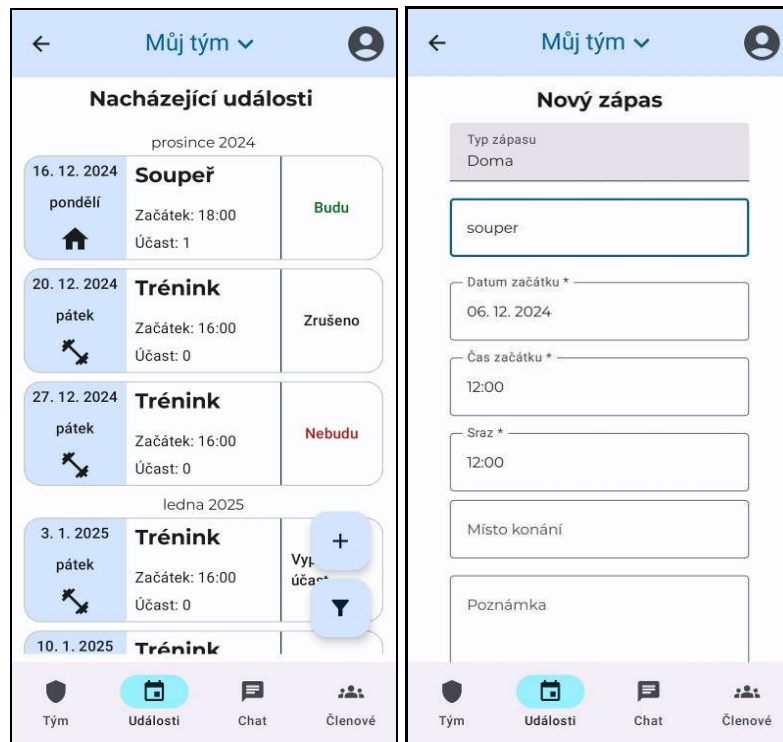 Můj tým
Nacházející události
prosince 2024
16. 12. 2024
pondělí
Soupeř
Začátek: 18:00
Účast: 1
Budu
20. 12. 2024
pátek
Trénink
Začátek: 16:00
Účast: 0
Zrušeno
27. 12. 2024
pátek
Trénink
Začátek: 16:00
Účast: 0
Nebudu
ledna 2025
3. 1. 2025
pátek
Trénink
Začátek: 16:00
Účast: 0
účast
10. 1. 2025
Trénink
Tým
Události
Chat
Členové
Můj tým
Nový zápas
Typ zápasu
Doma
souper
Datum začátku *
06. 12. 2024
Čas začátku *
12:00
Sraz *
12:00
Místo konání
Poznámka
Tým
Události
Chat
Členové